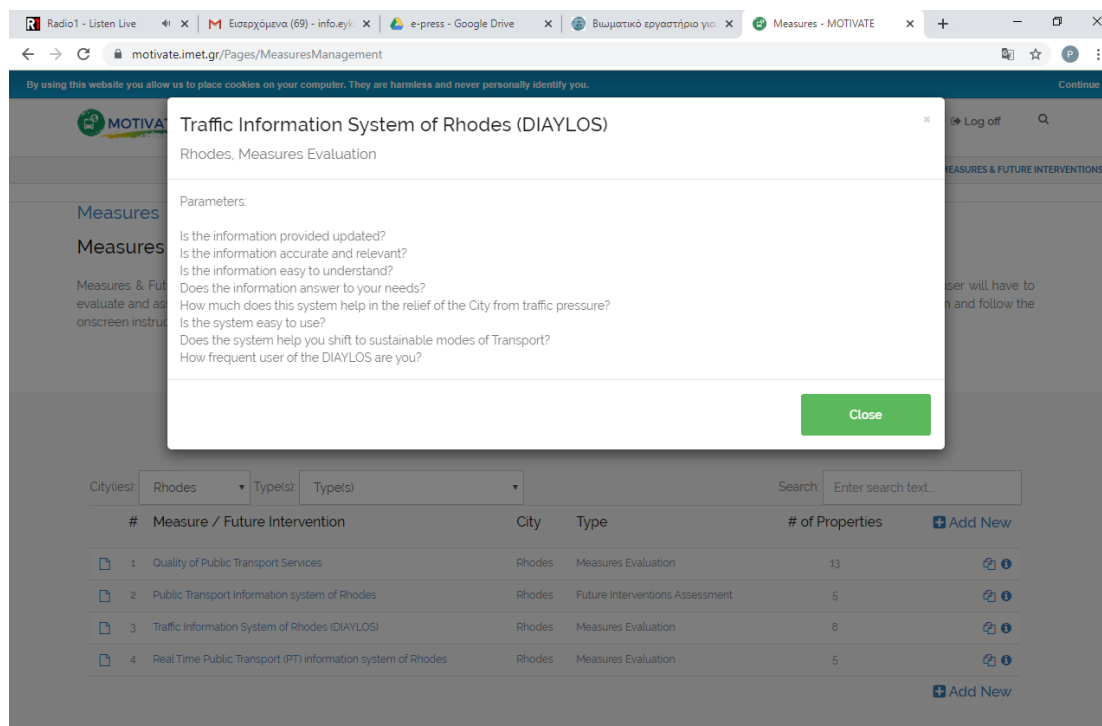 Radio1 - Listen Live
Εισερχόμενα (69) - info.eyk
e-press - Google Drive
Βιωματικό εργαστήριο για
Measures - MOTIVATE
motivate.imet.gr/Pages/MeasuresManagement
P
By using this website you allow us to place cookies on your computer. They are harmless and never personally identify you.
Continue
MOTIVAT
Log off
MEASURES & FUTURE INTERVENTIONS
Traffic Information System of Rhodes (DIAYLOS)
Rhodes, Measures Evaluation
Parameters:
Is the information provided updated?
Is the information accurate and relevant?
Is the information easy to understand?
Does the information answer to your needs?
How much does this system help in the relief of the City from traffic pressure?
Is the system easy to use?
Does the system help you shift to sustainable modes of Transport?
How frequent user of the DIAYLOS are you?
Close
Measures
Measures
Measures & Fut
user will have to
evaluate and as
and follow the
onscreen instruc
City(ies): Rhodes Type(s): Type(s) Search: Enter search text...
# Measure / Future Intervention City Type # of Properties Add New
1 Quality of Public Transport Services Rhodes Measures Evaluation 13
2 Public Transport Information system of Rhodes Rhodes Future Interventions Assessment 5
3 Traffic Information System of Rhodes (DIAYLOS) Rhodes Measures Evaluation 8
4 Real Time Public Transport (PT) information system of Rhodes Rhodes Measures Evaluation 5
Add New